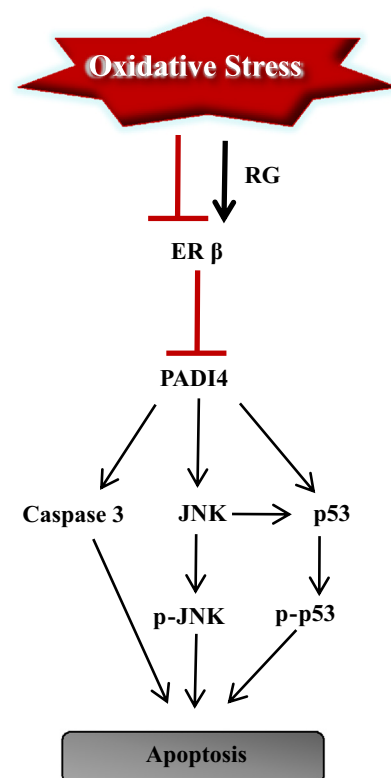 Oxidative Stress
RG
ER β
PADI4
Caspase 3 JNK p53
p-JNK p-p53
Apoptosis